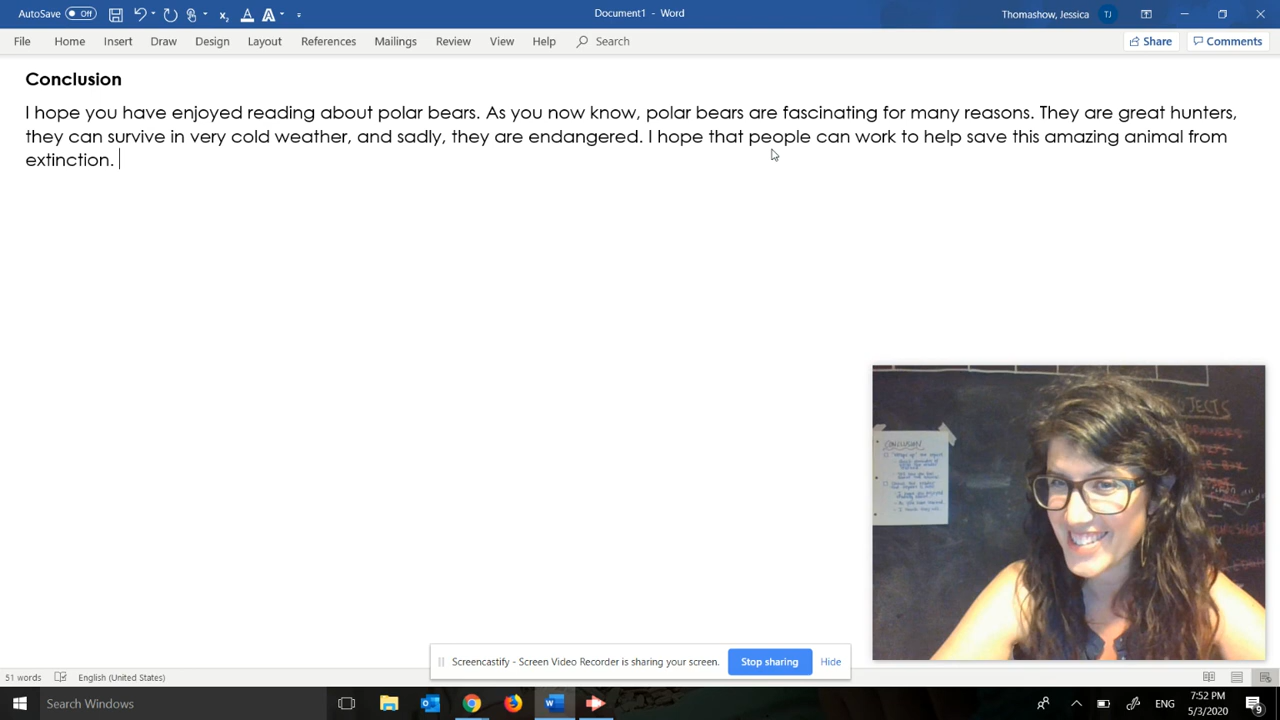 AutoSave Off Document1 - Word Thomashow, Jessica TJ
File Home Insert Draw Design Layout References Mailings Review View Help Search Share Comments
Conclusion
I hope you have enjoyed reading about polar bears. As you now know, polar bears are fascinating for many reasons. They are great hunters,
they can survive in very cold weather, and sadly, they are endangered. I hope that people can work to help save this amazing animal from
extinction.
CONCLUSION
Screencastify - Screen Video Recorder is sharing your screen. Stop sharing Hide
51 words English (United States)
Search Windows ENG 7:52 PM
5/3/2020 9